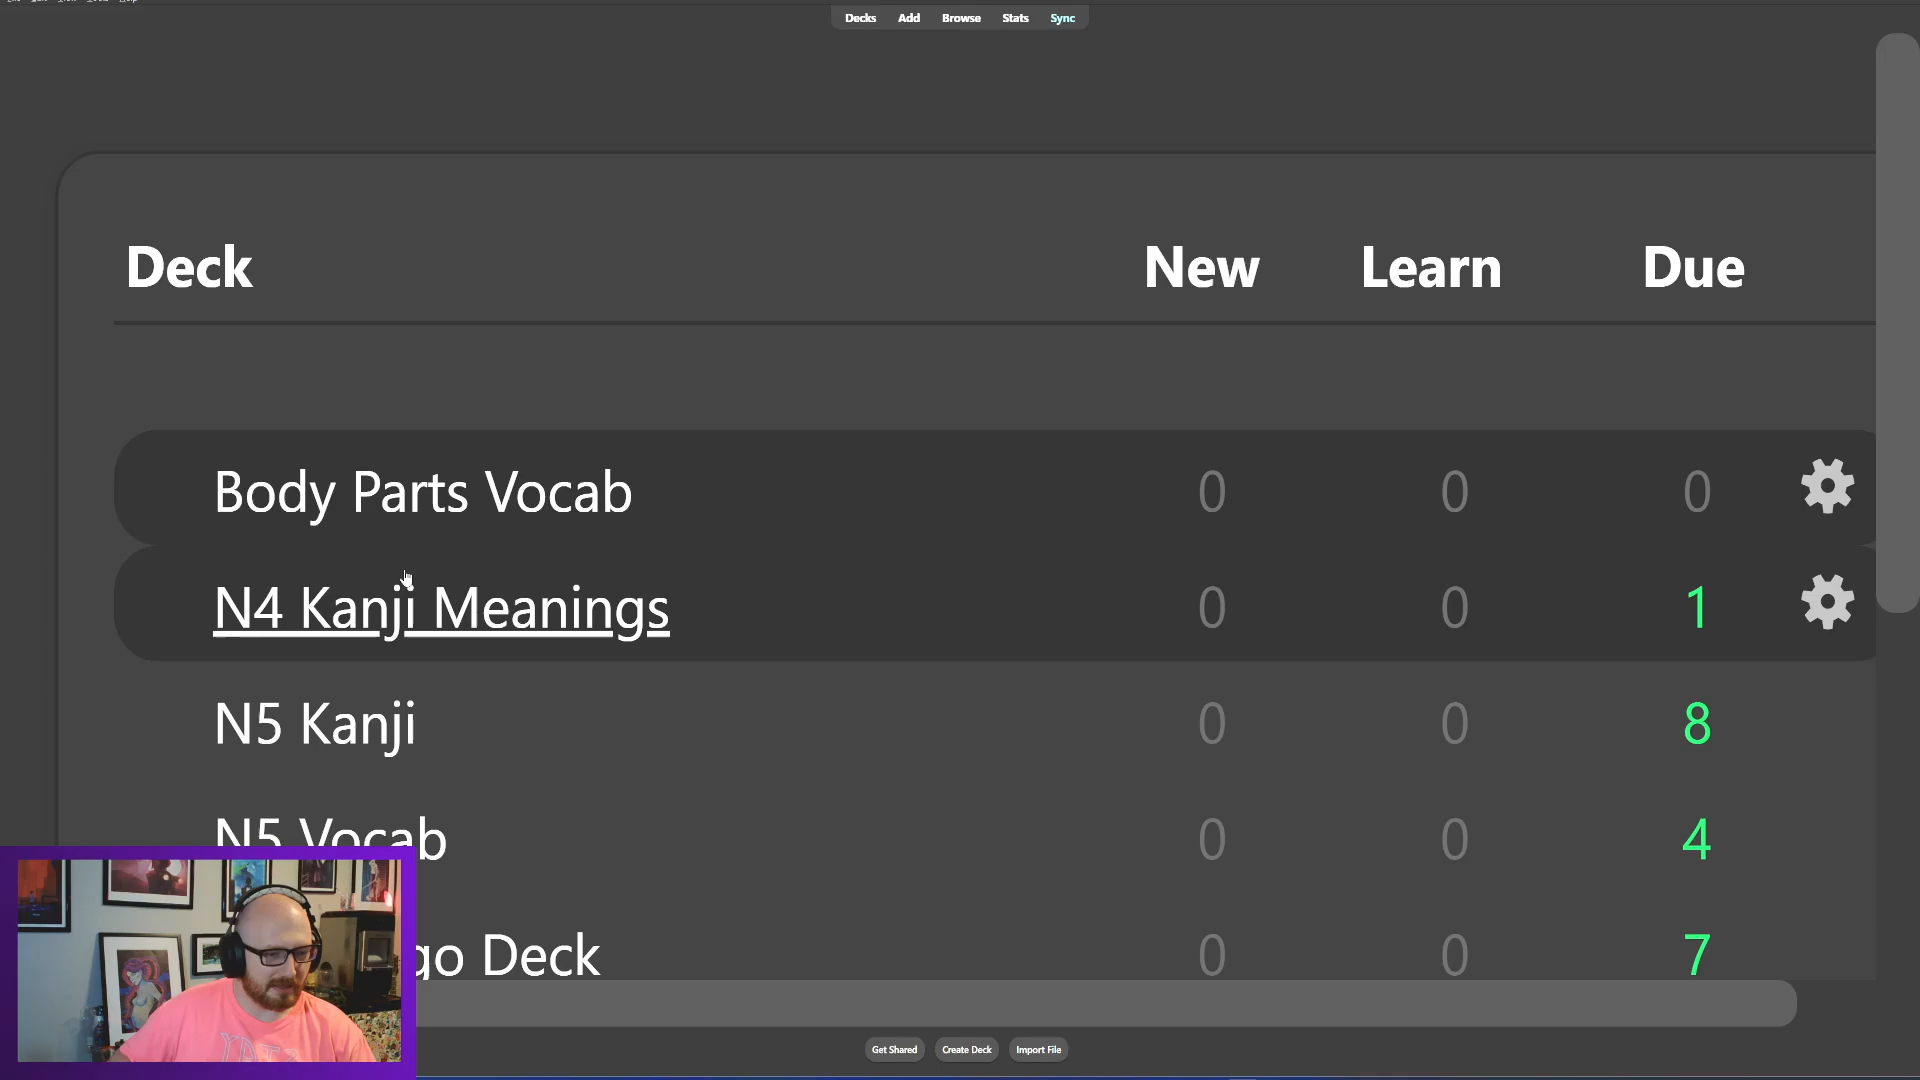 Decks Add Browse Stats Sync
Deck New Learn Due
Body Parts Vocab 0 0 0
N4 Kanji Meanings 0 0 1
N5 Kanji 0 0 8
N5 Vocab 0 0 4
go Deck 0 0 7
Get Shared Create Deck Import File